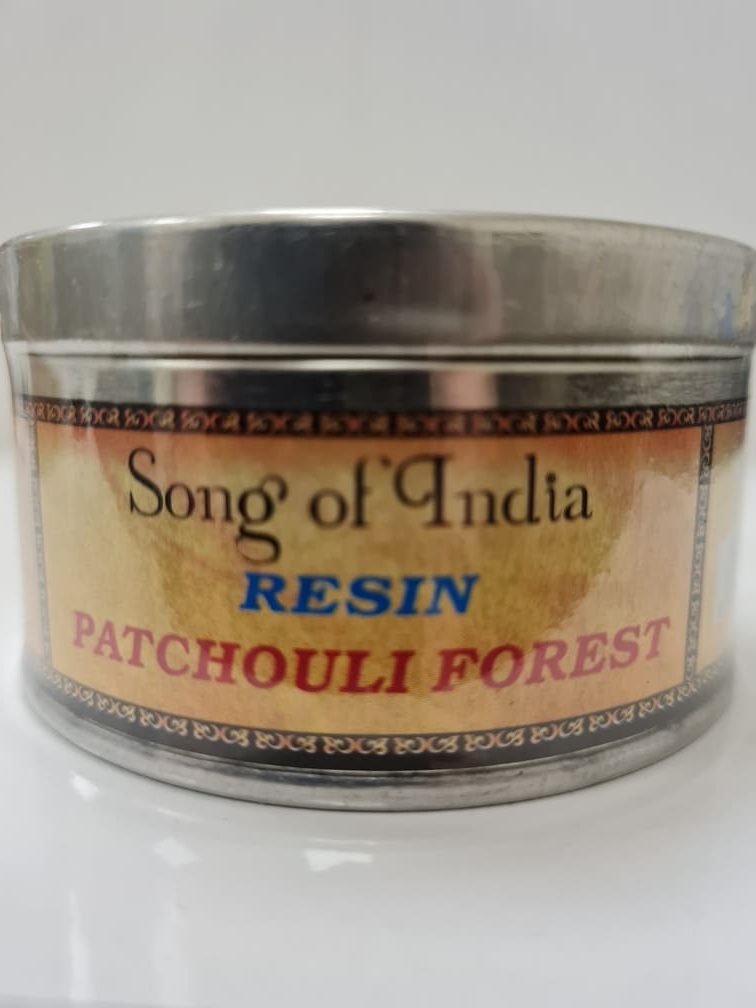 Song of India
RESIN
PATCHOULI FOREST